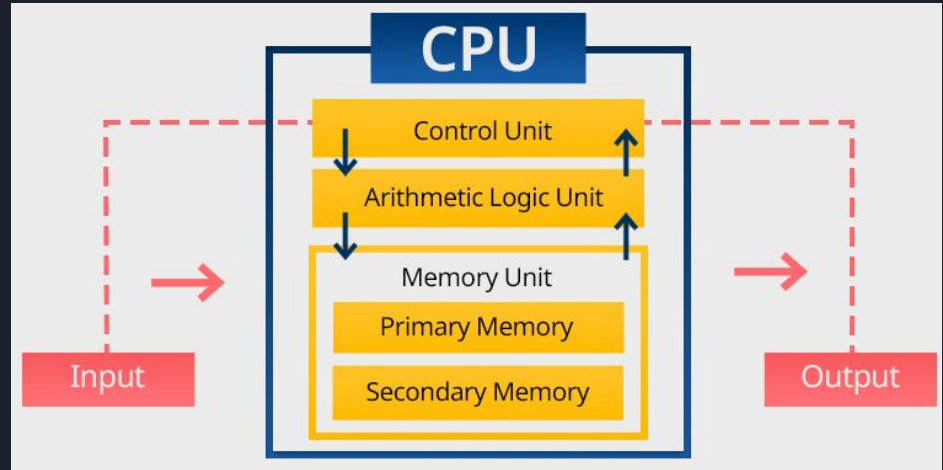 CPU
Control Unit
Arithmetic Logic Unit
Memory Unit
Primary Memory
Secondary Memory
Input
Output